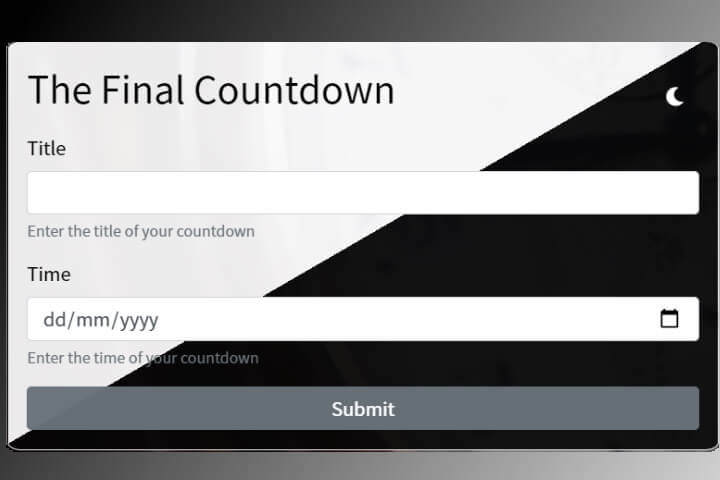 The Final Countdown
Title
Enter the title of your countdown
Time
dd/mm/yyyy
Enter the time of your countdown
Submit